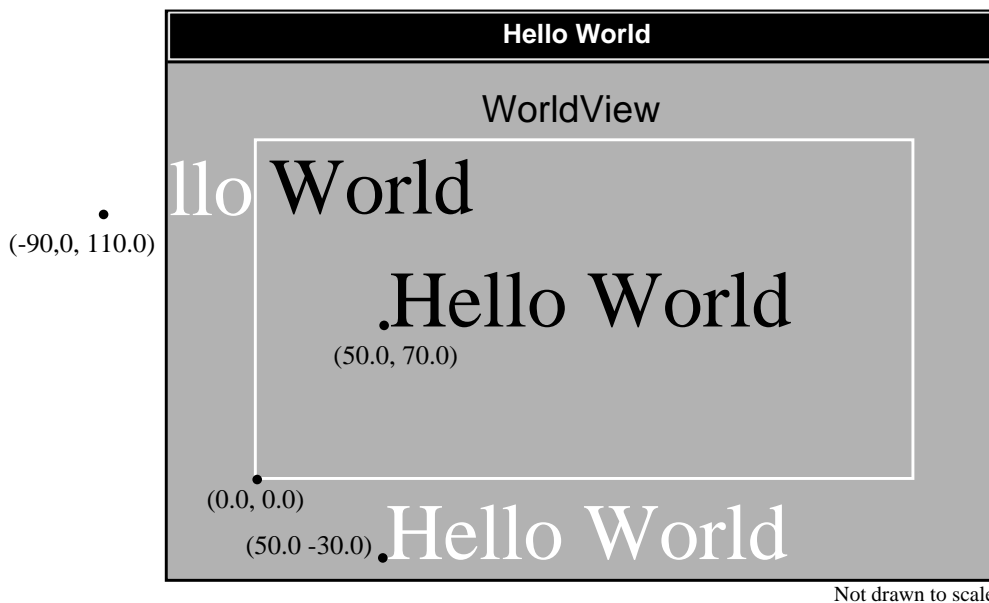 Hello World
WorldView
llo World
(-90,0, 110.0)
Hello World
(50.0, 70.0)
(0.0, 0.0)
Hello World
(50.0 -30.0)
Not drawn to scale